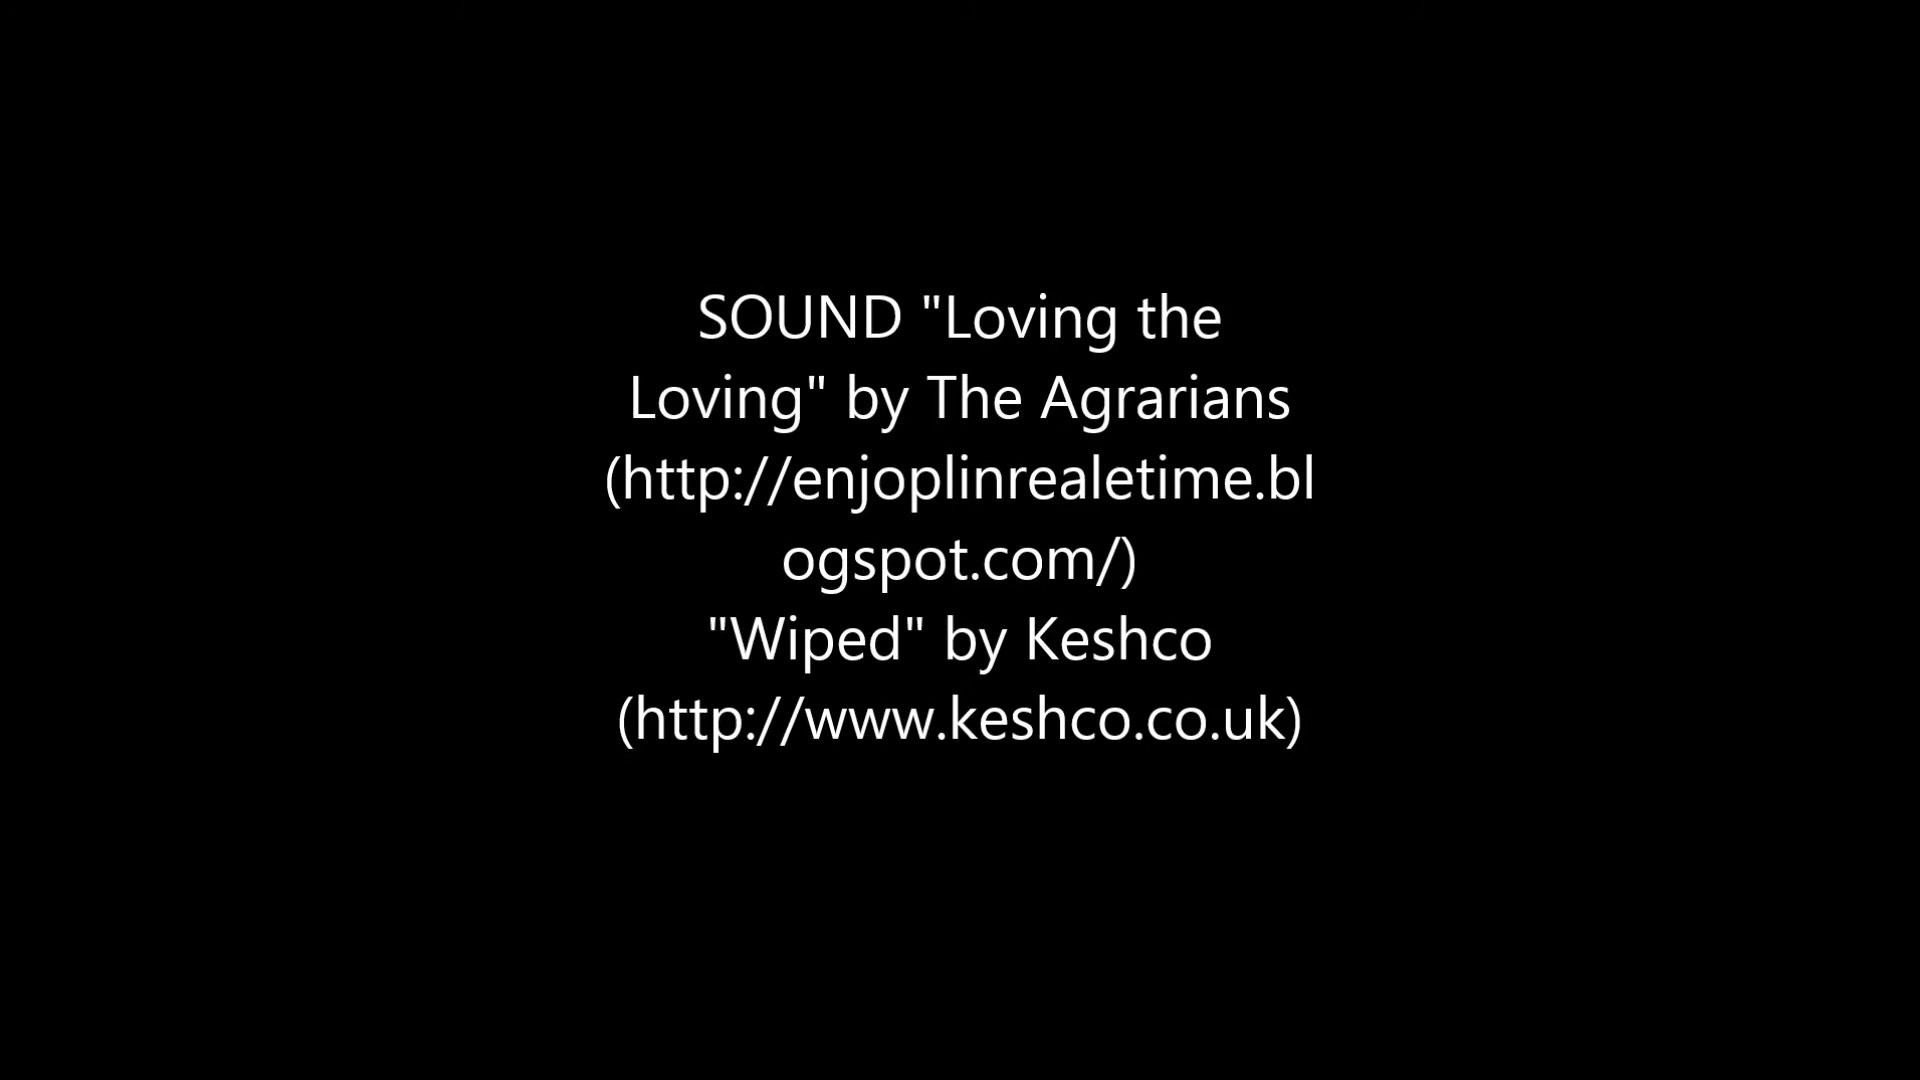 SOUND "Loving the
Loving" by The Agrarians
(http://enjoplinrealetime.bl
ogspot.com/)
"Wiped" by Keshco
(http://www.keshco.co.uk)